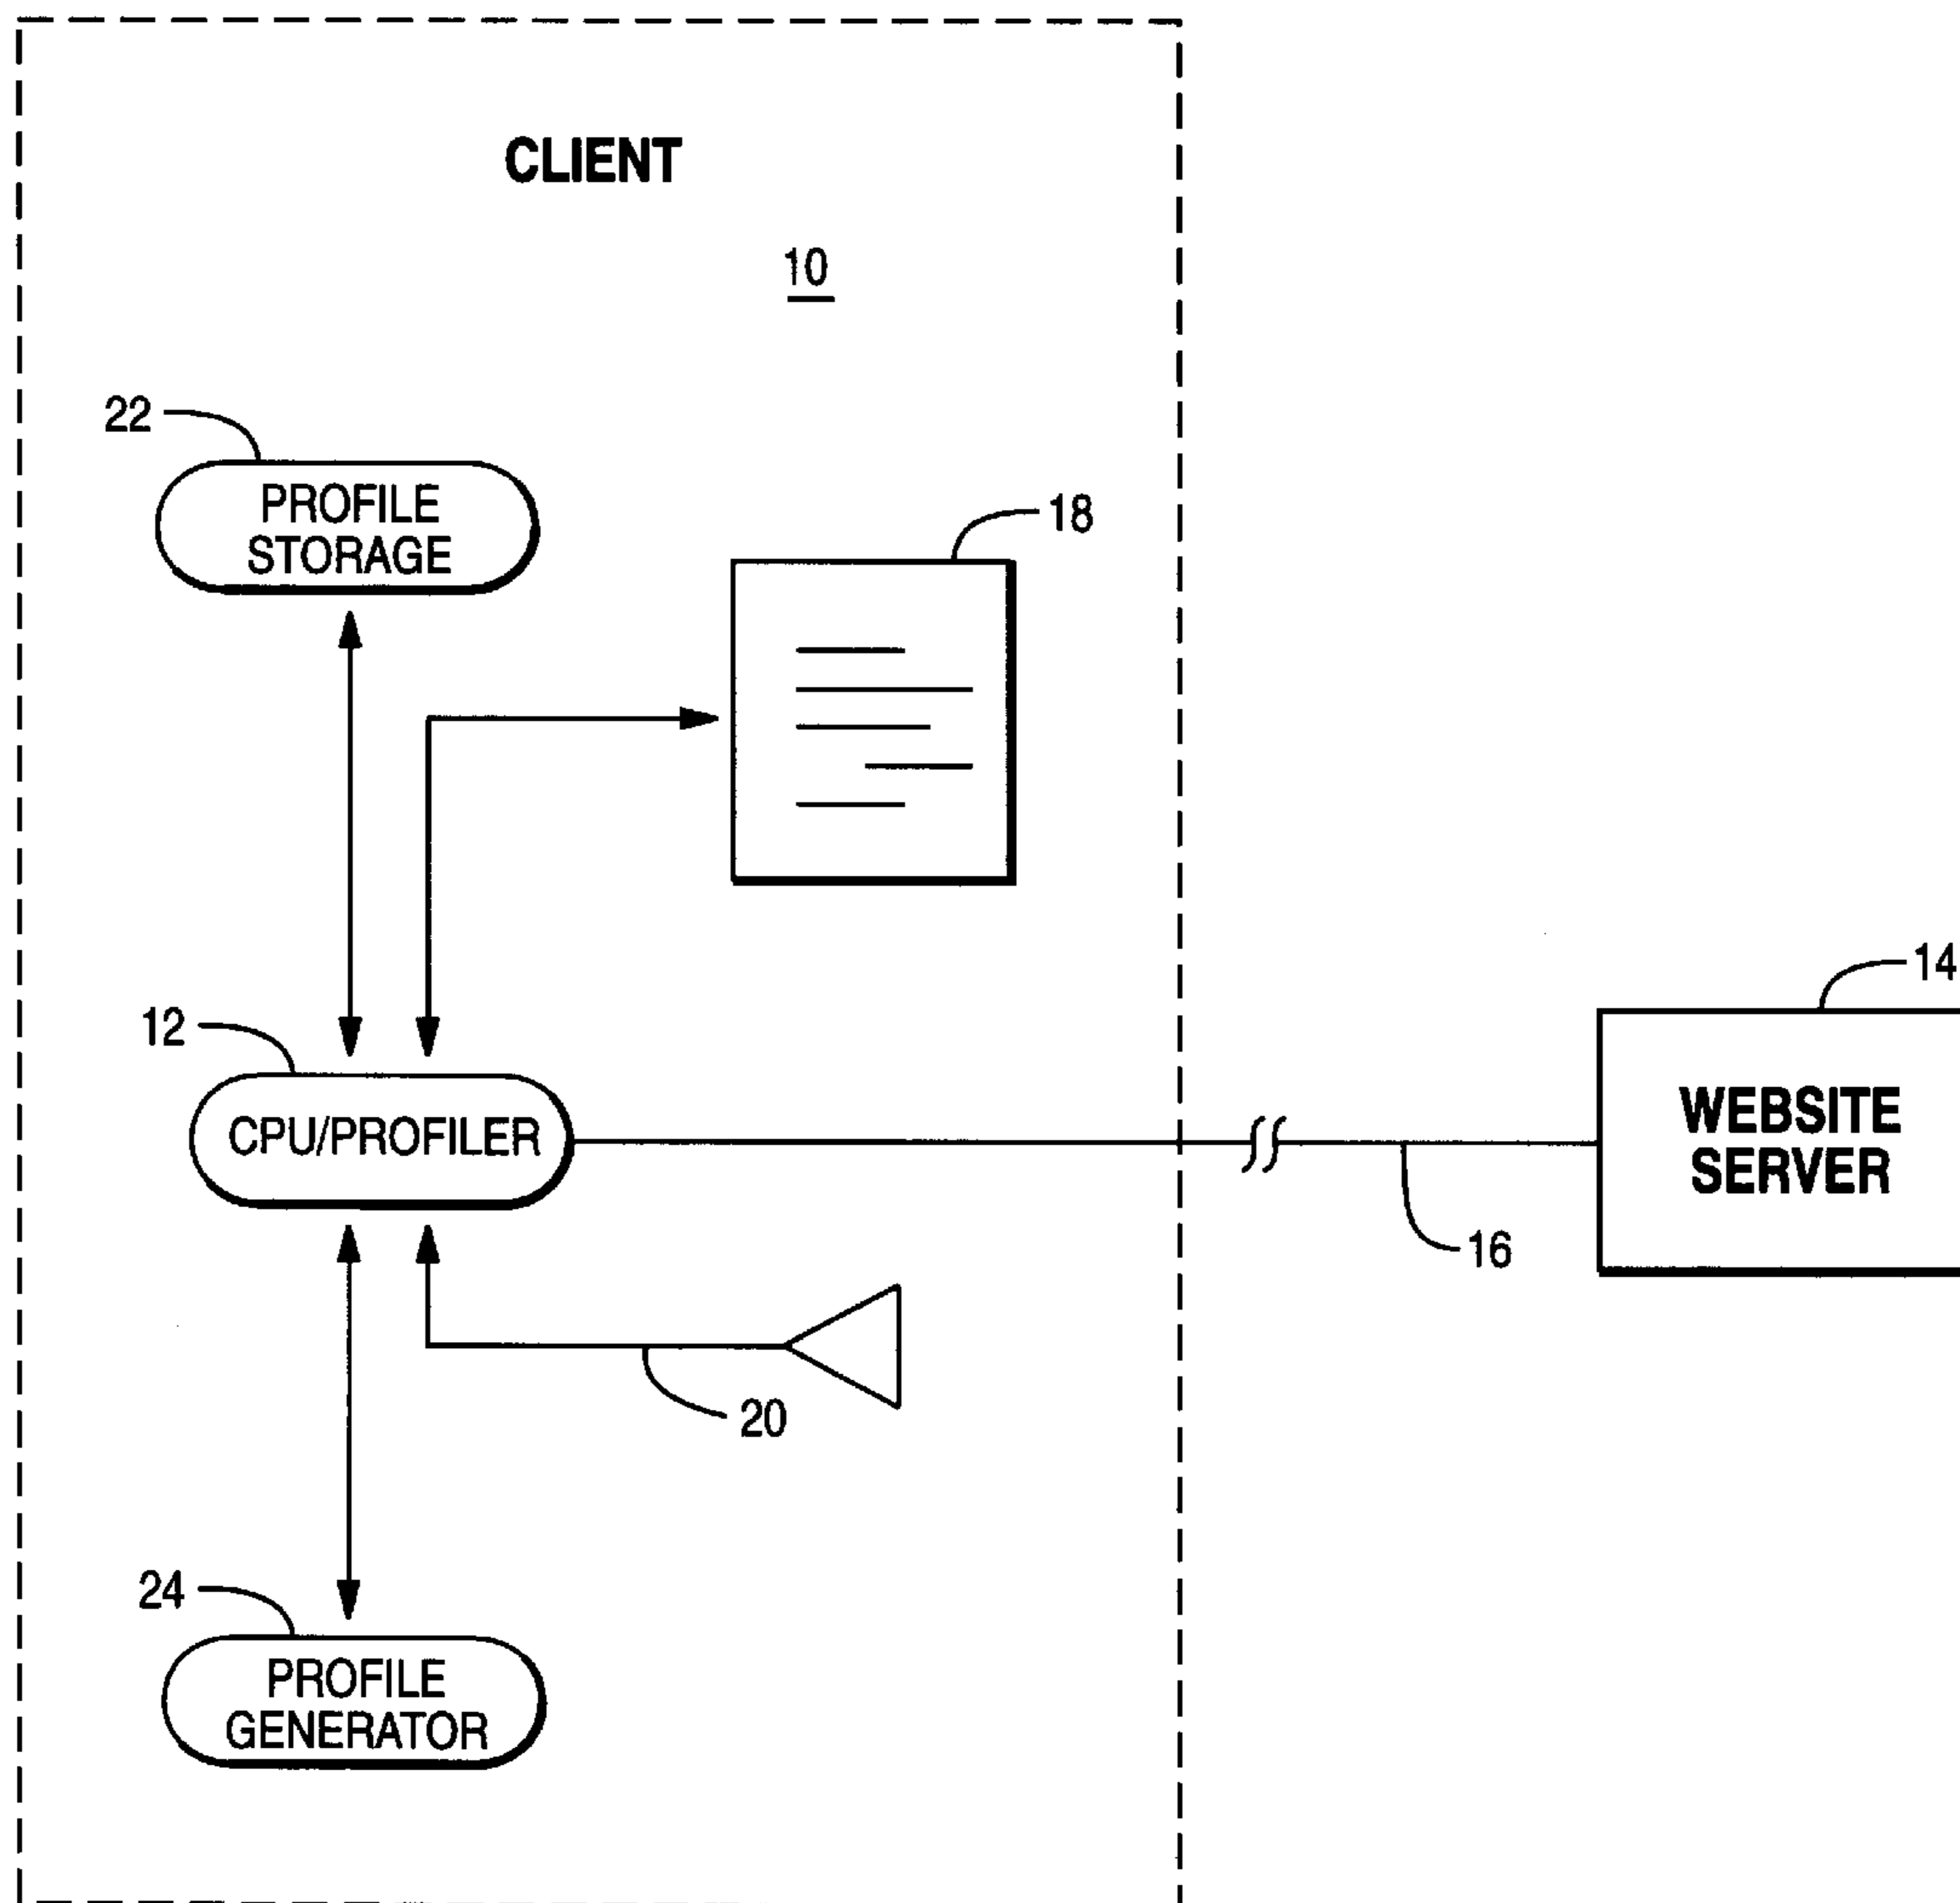 CLIENT
10
22
PROFILE
STORAGE
18
14
12
CPU/PROFILER
WEBSITE
SERVER
16
20
24
PROFILE
GENERATOR